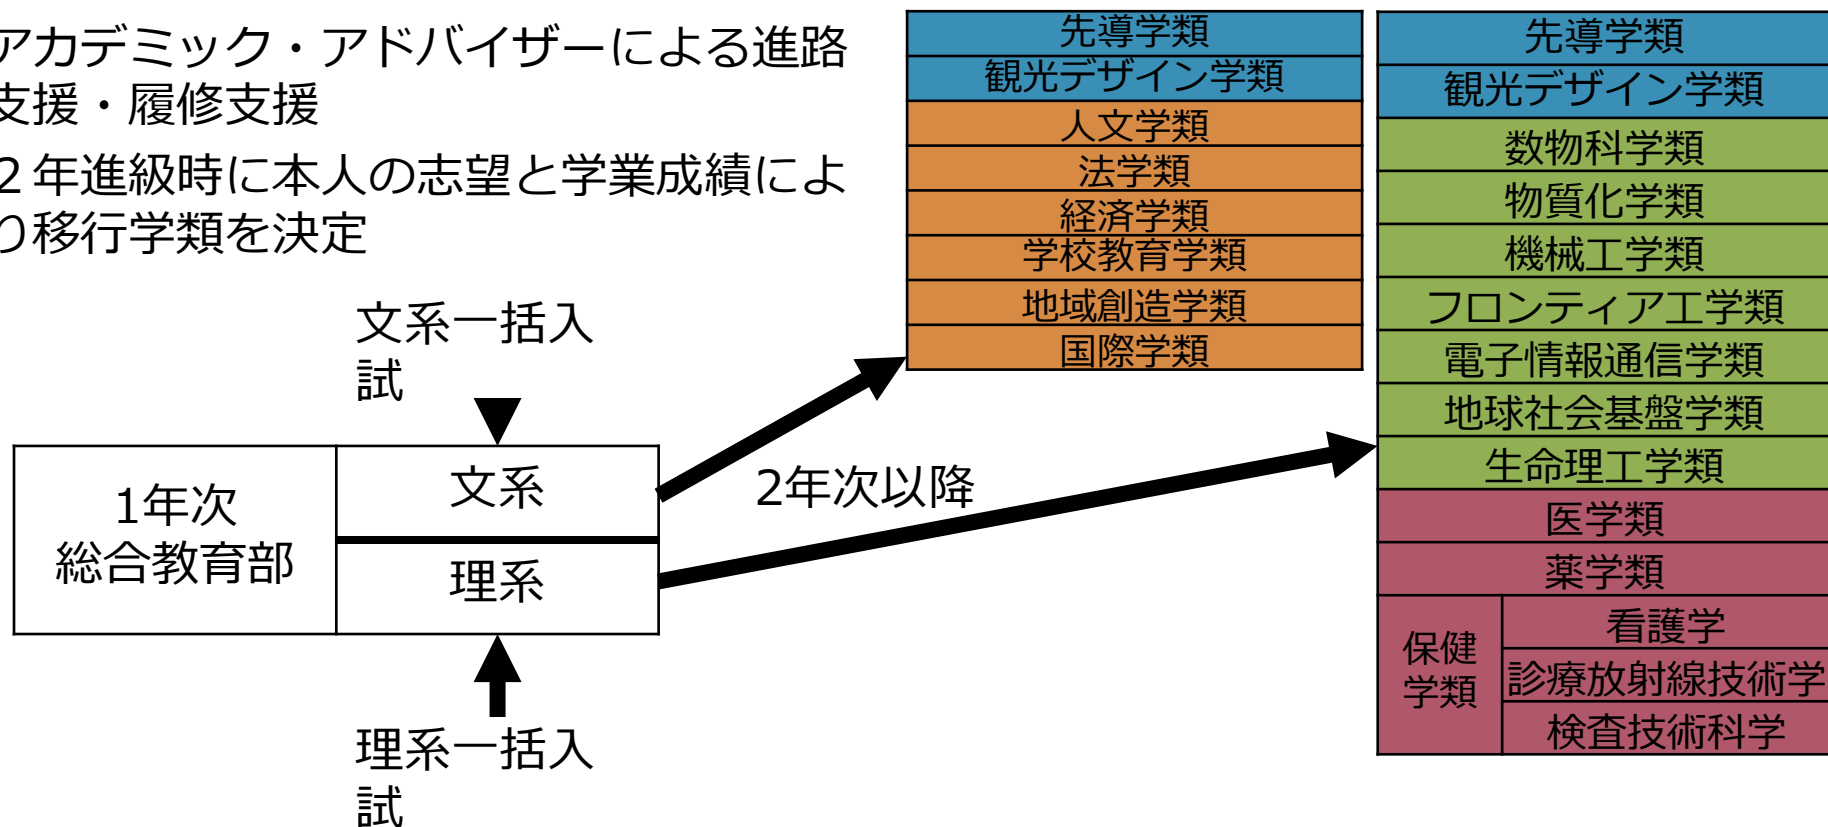 アカデミック・アドバイザーによる進路
支援・履修支援
２年進級時に本人の志望と学業成績によ
り移行学類を決定
文系一括入
試
1年次
総合教育部
文系
理系
理系一括入
試
2年次以降
先導学類
観光デザイン学類
人文学類
法学類
経済学類
学校教育学類
地域創造学類
国際学類
先導学類
観光デザイン学類
数物科学類
物質化学類
機械工学類
フロンティア工学類
電子情報通信学類
地球社会基盤学類
生命理工学類
医学類
薬学類
保健
学類
看護学
診療放射線技術学
検査技術科学